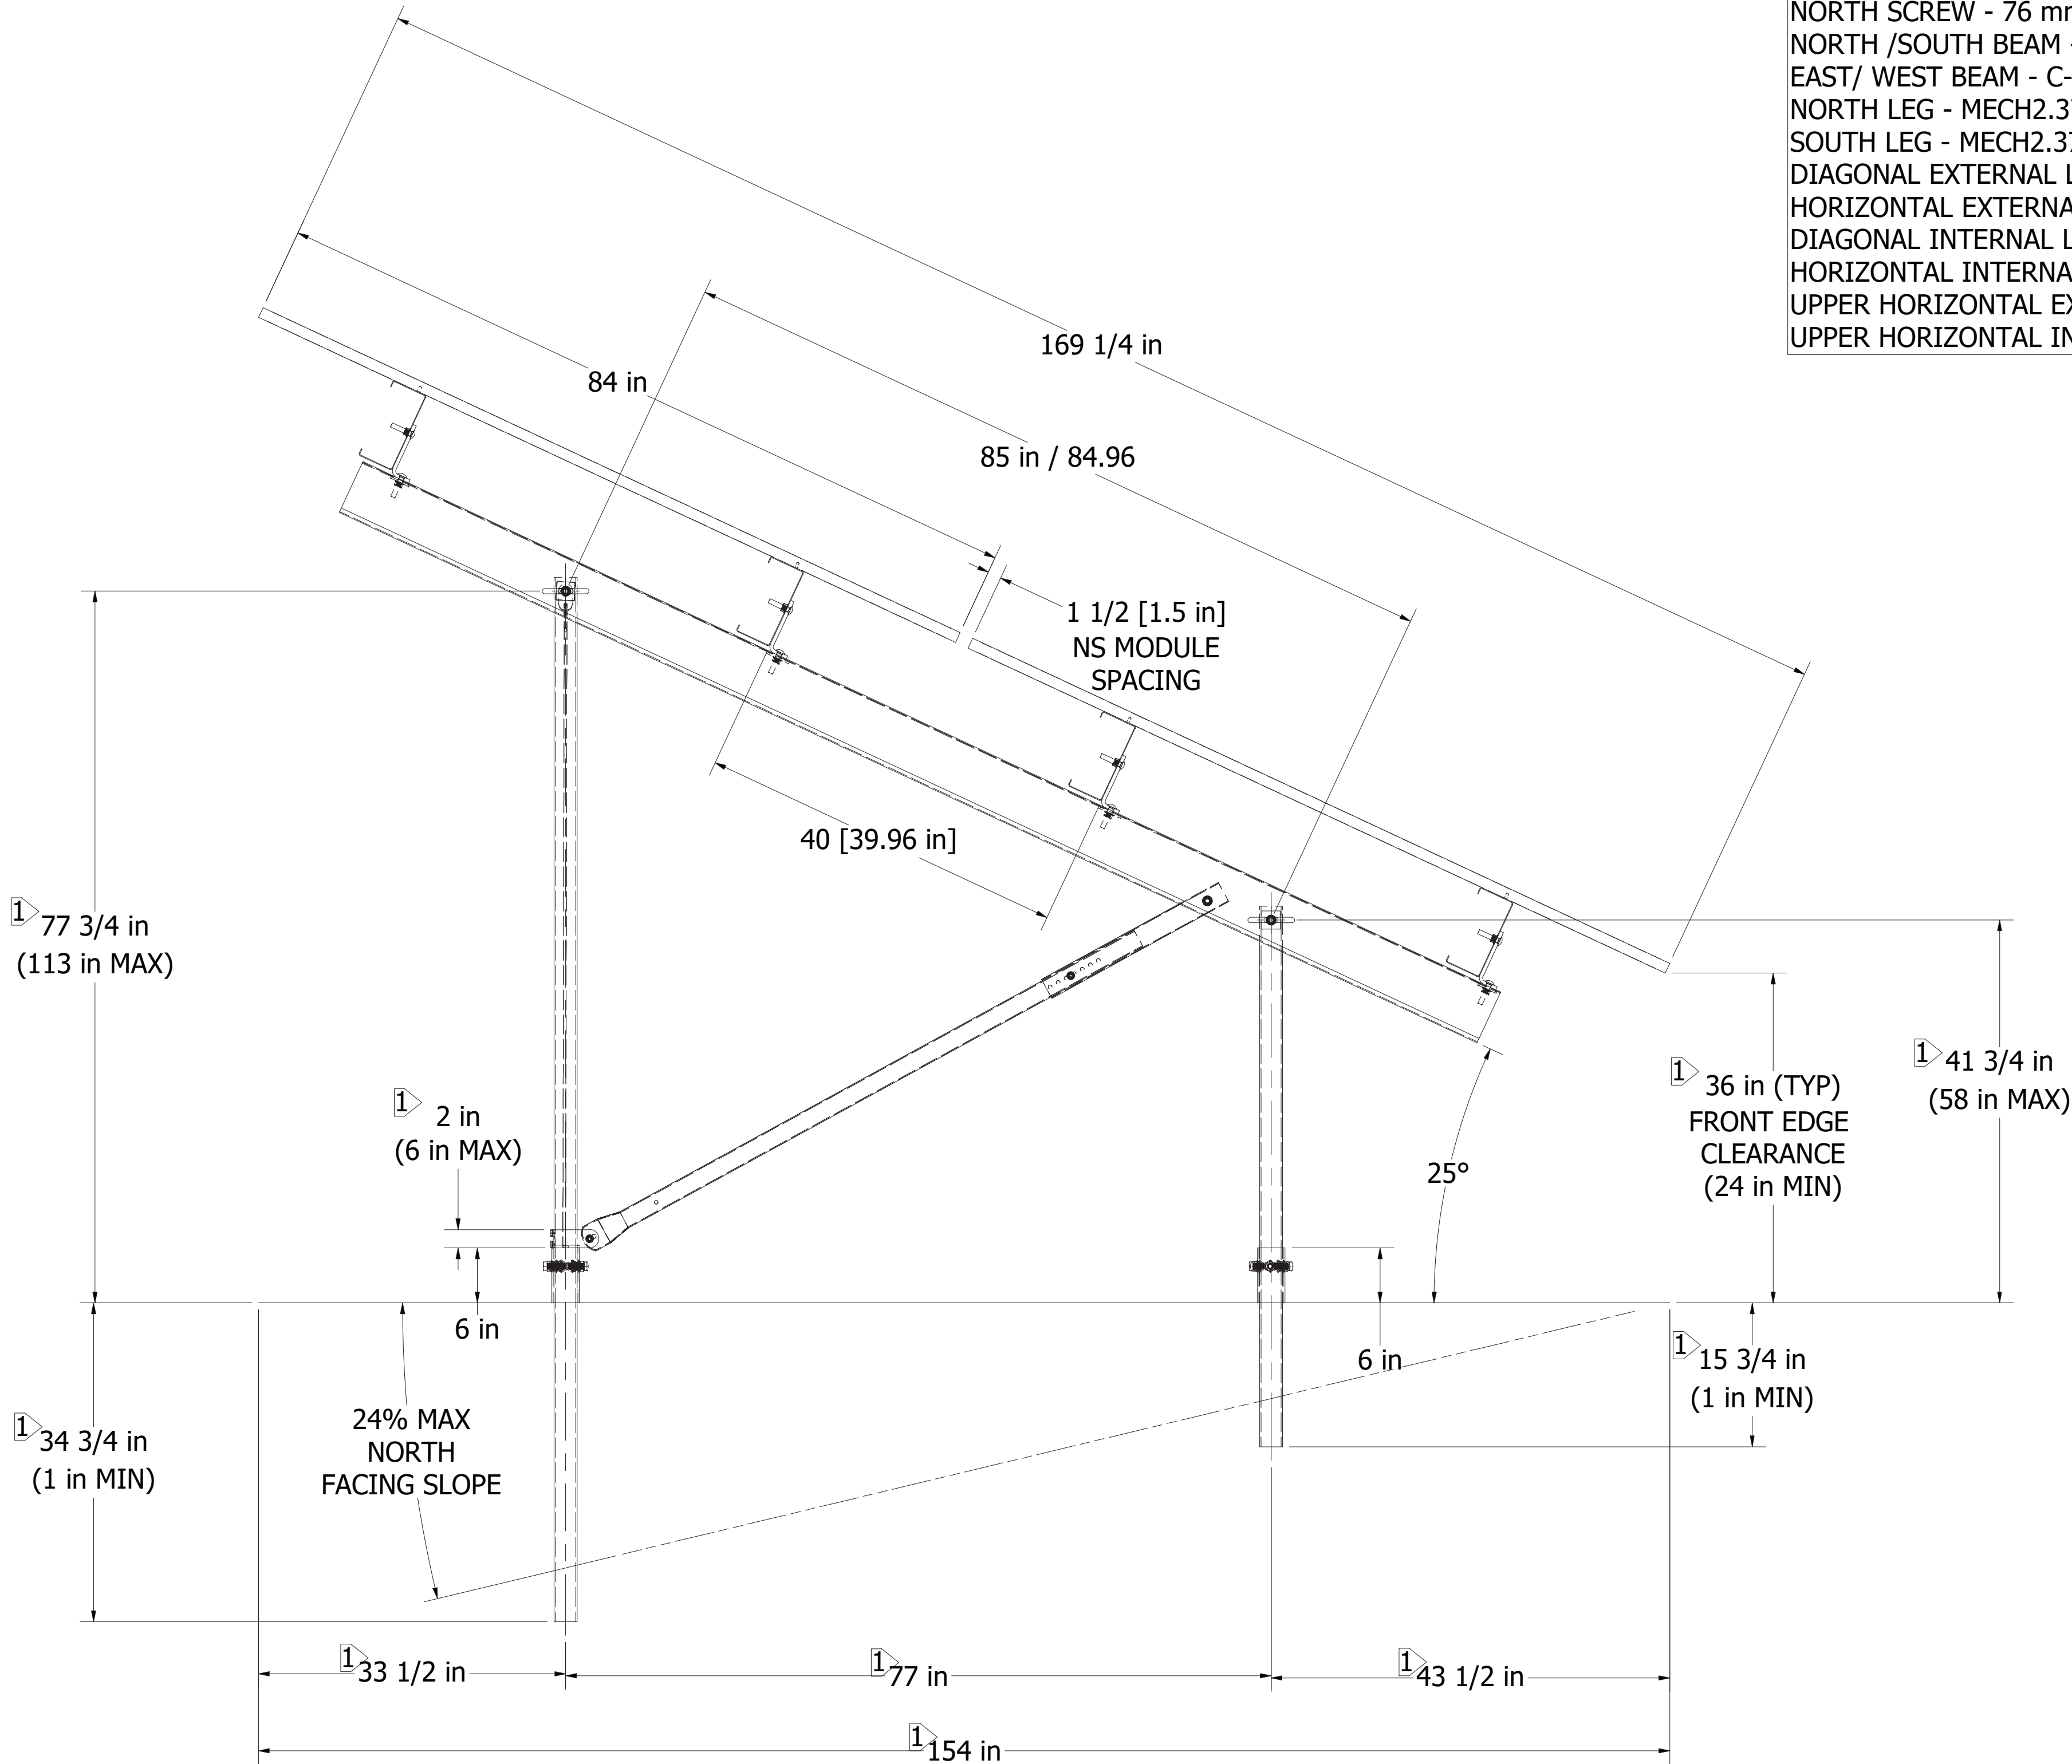 NORTH SCREW - 76
NORTH /SOUTH BEAM -
EAST/ WEST BEAM - C-
NORTH LEG - MECH2.37
SOUTH LEG - MECH2.37
DIAGONAL EXTERNAL
HORIZONTAL
DIAGONAL INTERNAL
HORIZONTAL
UPPER HORIZONTAL
UPPER HORIZONTAL
169 1/4 in
84 in
85 in / 84.96
1 1/2 [1.5 in]
NS MODULE
SPACING
40 [39.96 in]
1 77 3/4 in
(113 in MAX)
1 2 in
(6 in MAX)
6 in
25°
1 36 in (TYP)
FRONT EDGE
CLEARANCE
(24 in MIN)
1 41 3/4 in
(58 in MAX)
6 in
1 15 3/4 in
(1 in MIN)
24% MAX
NORTH
FACING SLOPE
1 34 3/4 in
(1 in MIN)
1 33 1/2 in
1 77 in
1 43 1/2 in
1 154 in